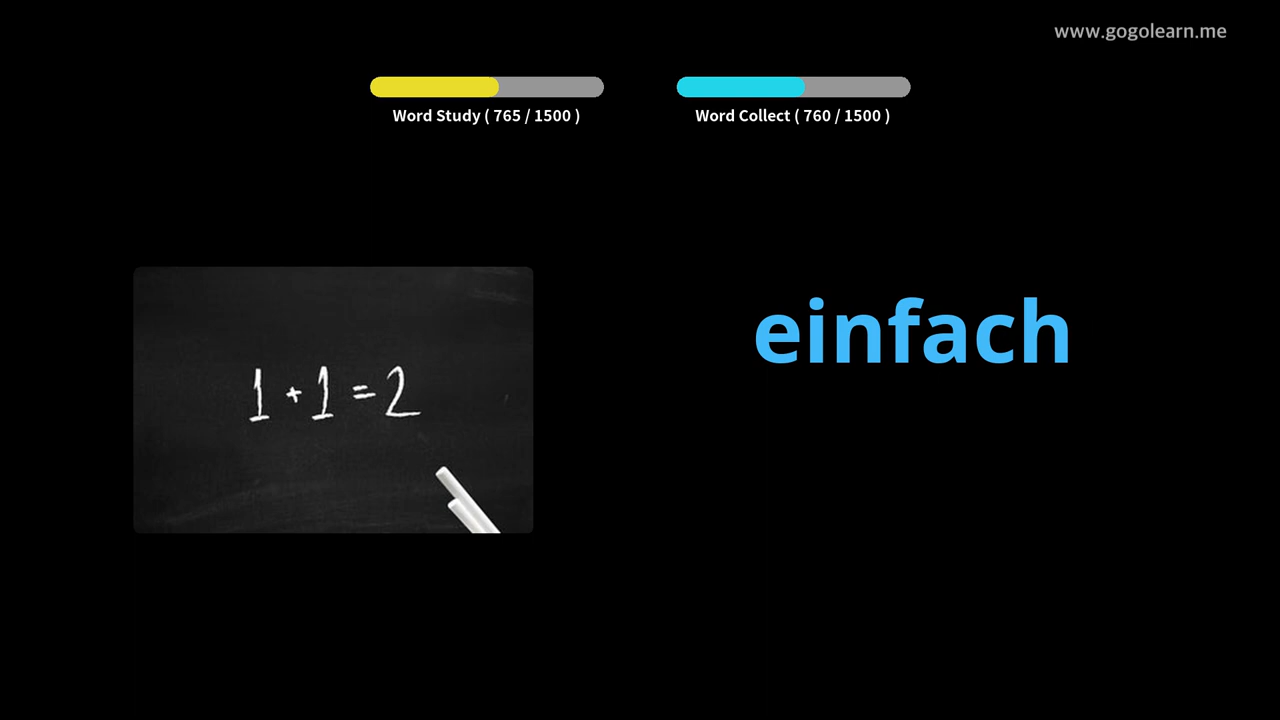 www.gogolearn.me
Word Study ( 765 / 1500 )
Word Collect ( 760 / 1500 )
1 + 1 = 2
einfach